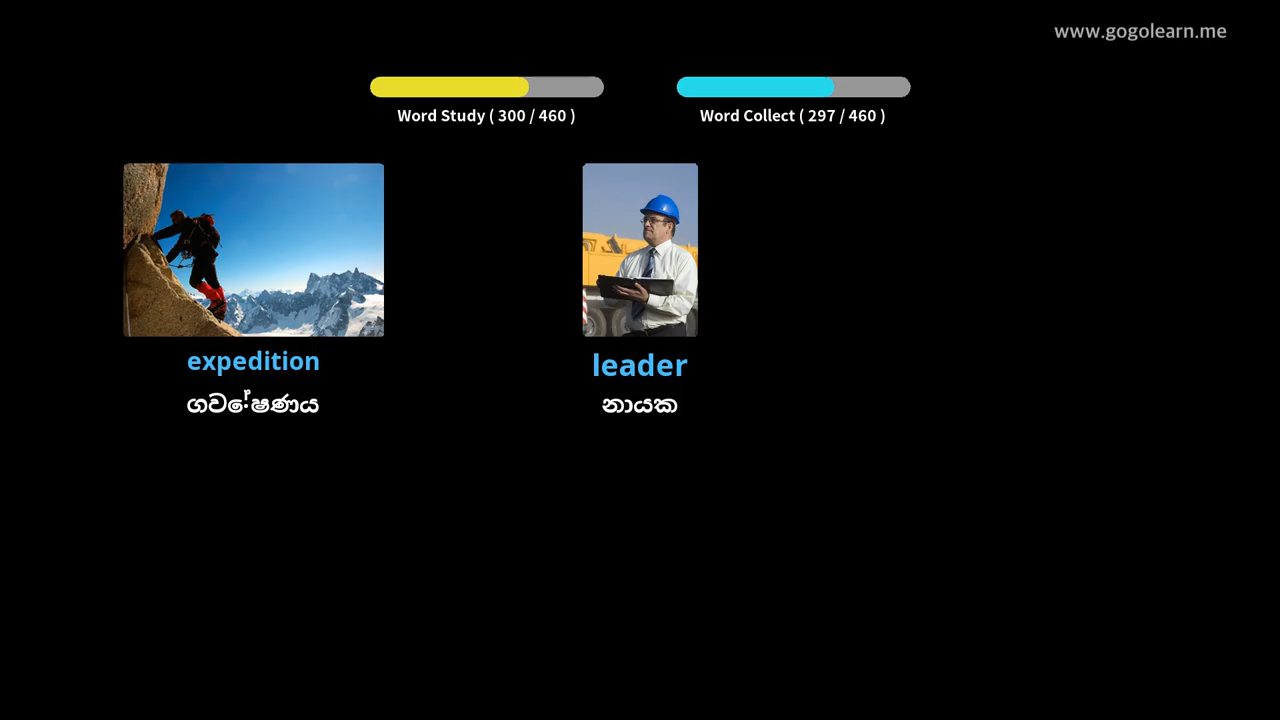 www.gogolearn.me
Word Study ( 300 / 460 )
Word Collect ( 297 / 460 )
expedition
leader
ගවේෂණය
නායක